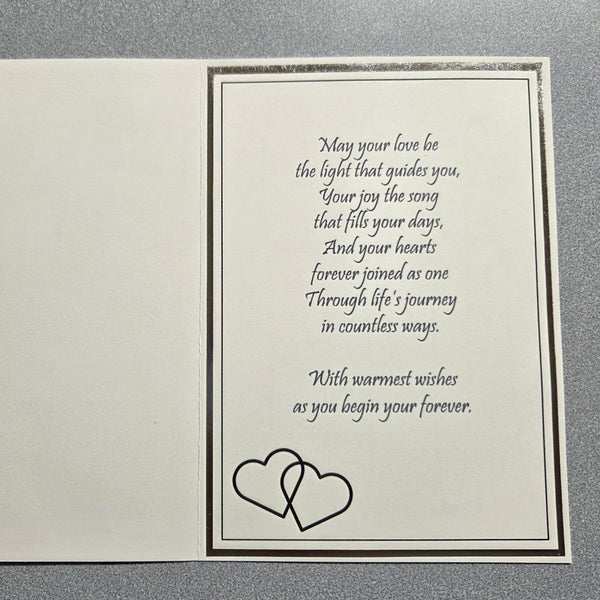 May your love be
the light that guides you,
Your joy the song
that fills your days,
And your hearts
forever joined as one
Through life's journey
in countless ways.
With warmest wishes
as you begin your forever.